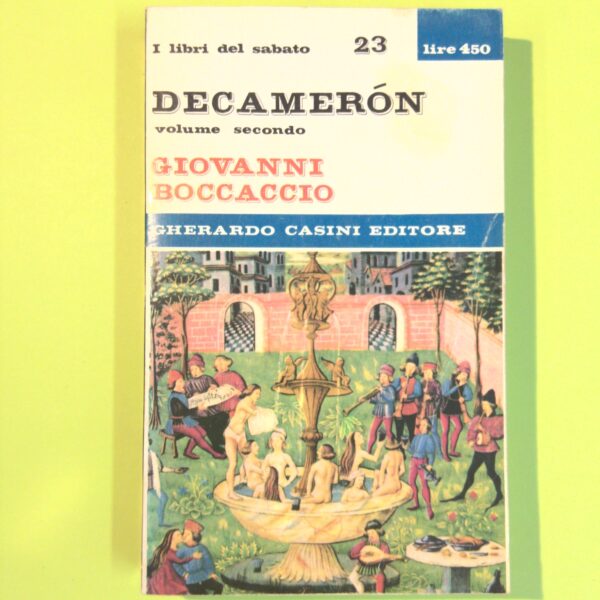 I libri del sabato 23 lire 450
DECAMERÓN
volume secondo
GIOVANNI
BOCCACCIO
GHERARDO CASINI EDITORE